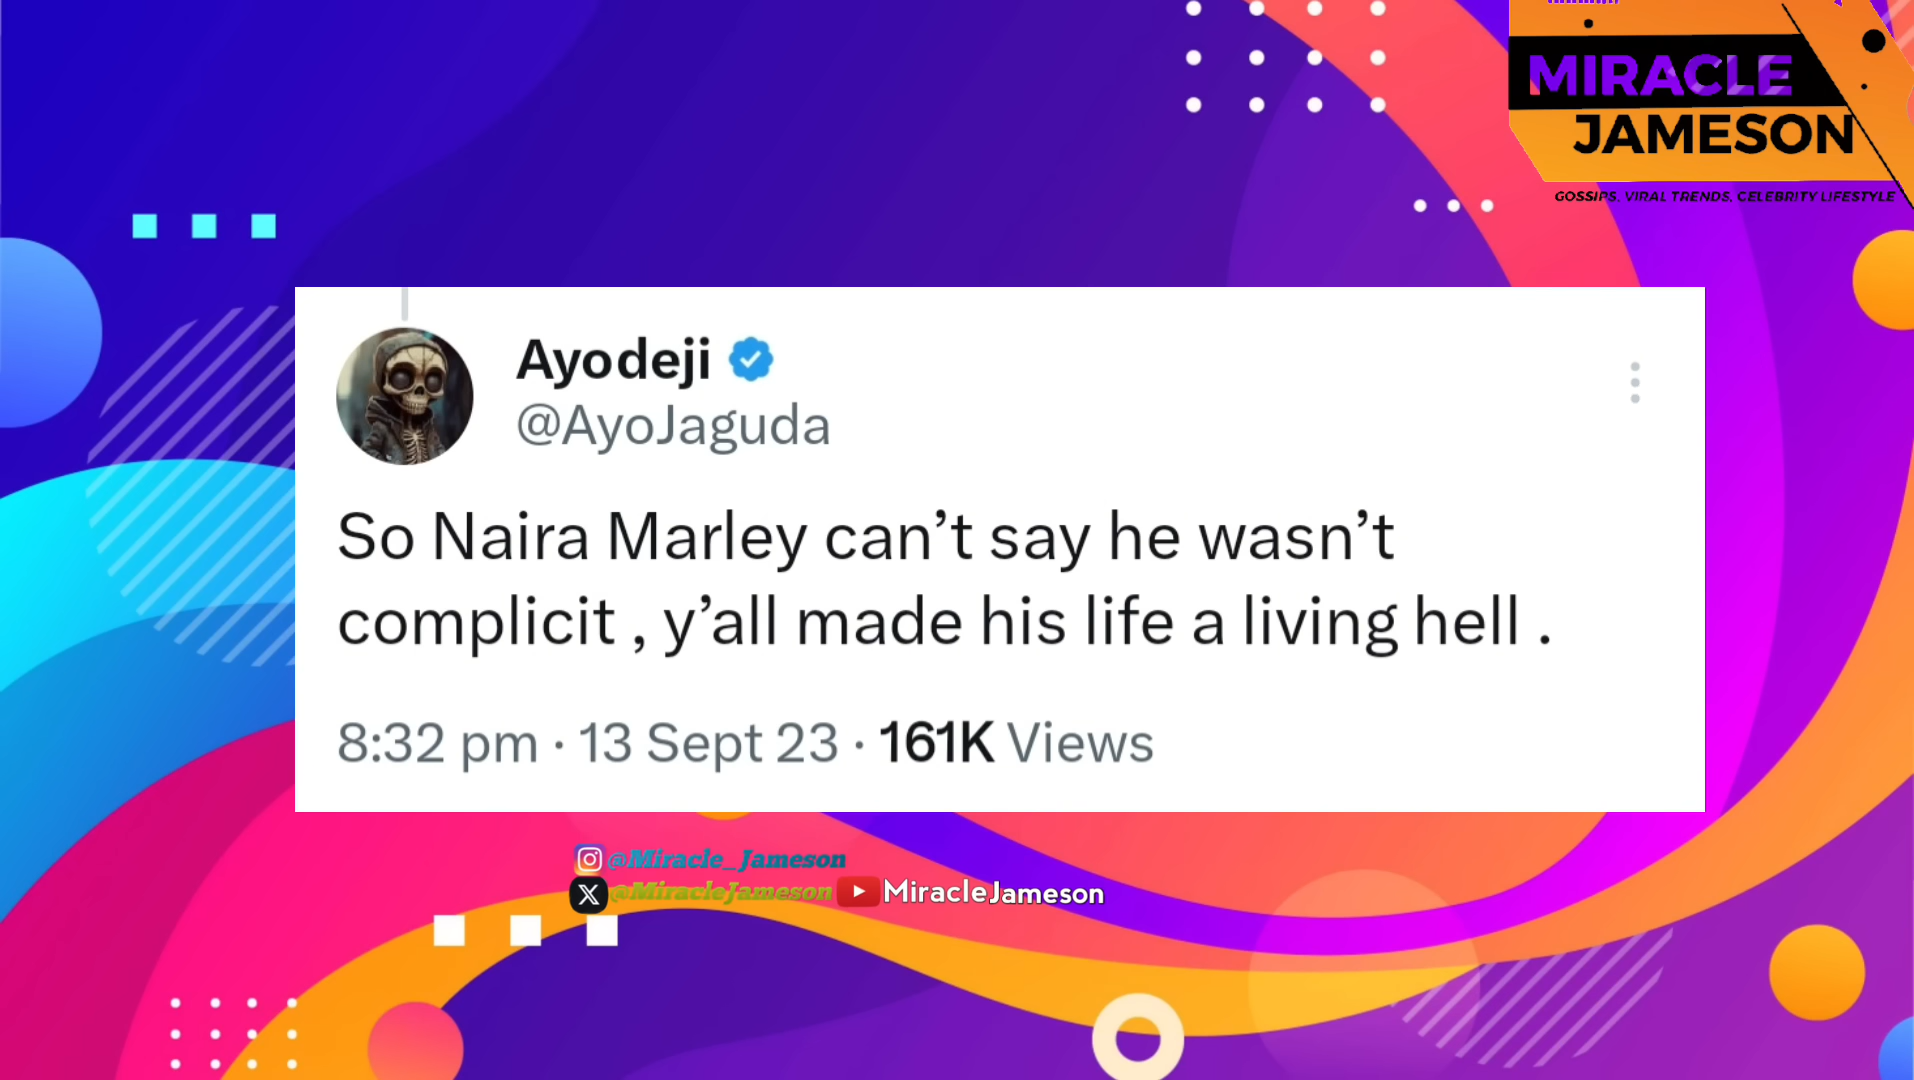 MIRACLE
JAMESON
GOSSIPS, VIRAL TRENDS, CELEBRITY LIFESTYLE
Ayodeji
@AyoJaguda
So Naira Marley can’t say he wasn’t
complicit , y’all made his life a living hell .
8:32 pm · 13 Sept 23 · 161K Views
@Miracle_Jameson
@MiracleJameson MiracleJameson